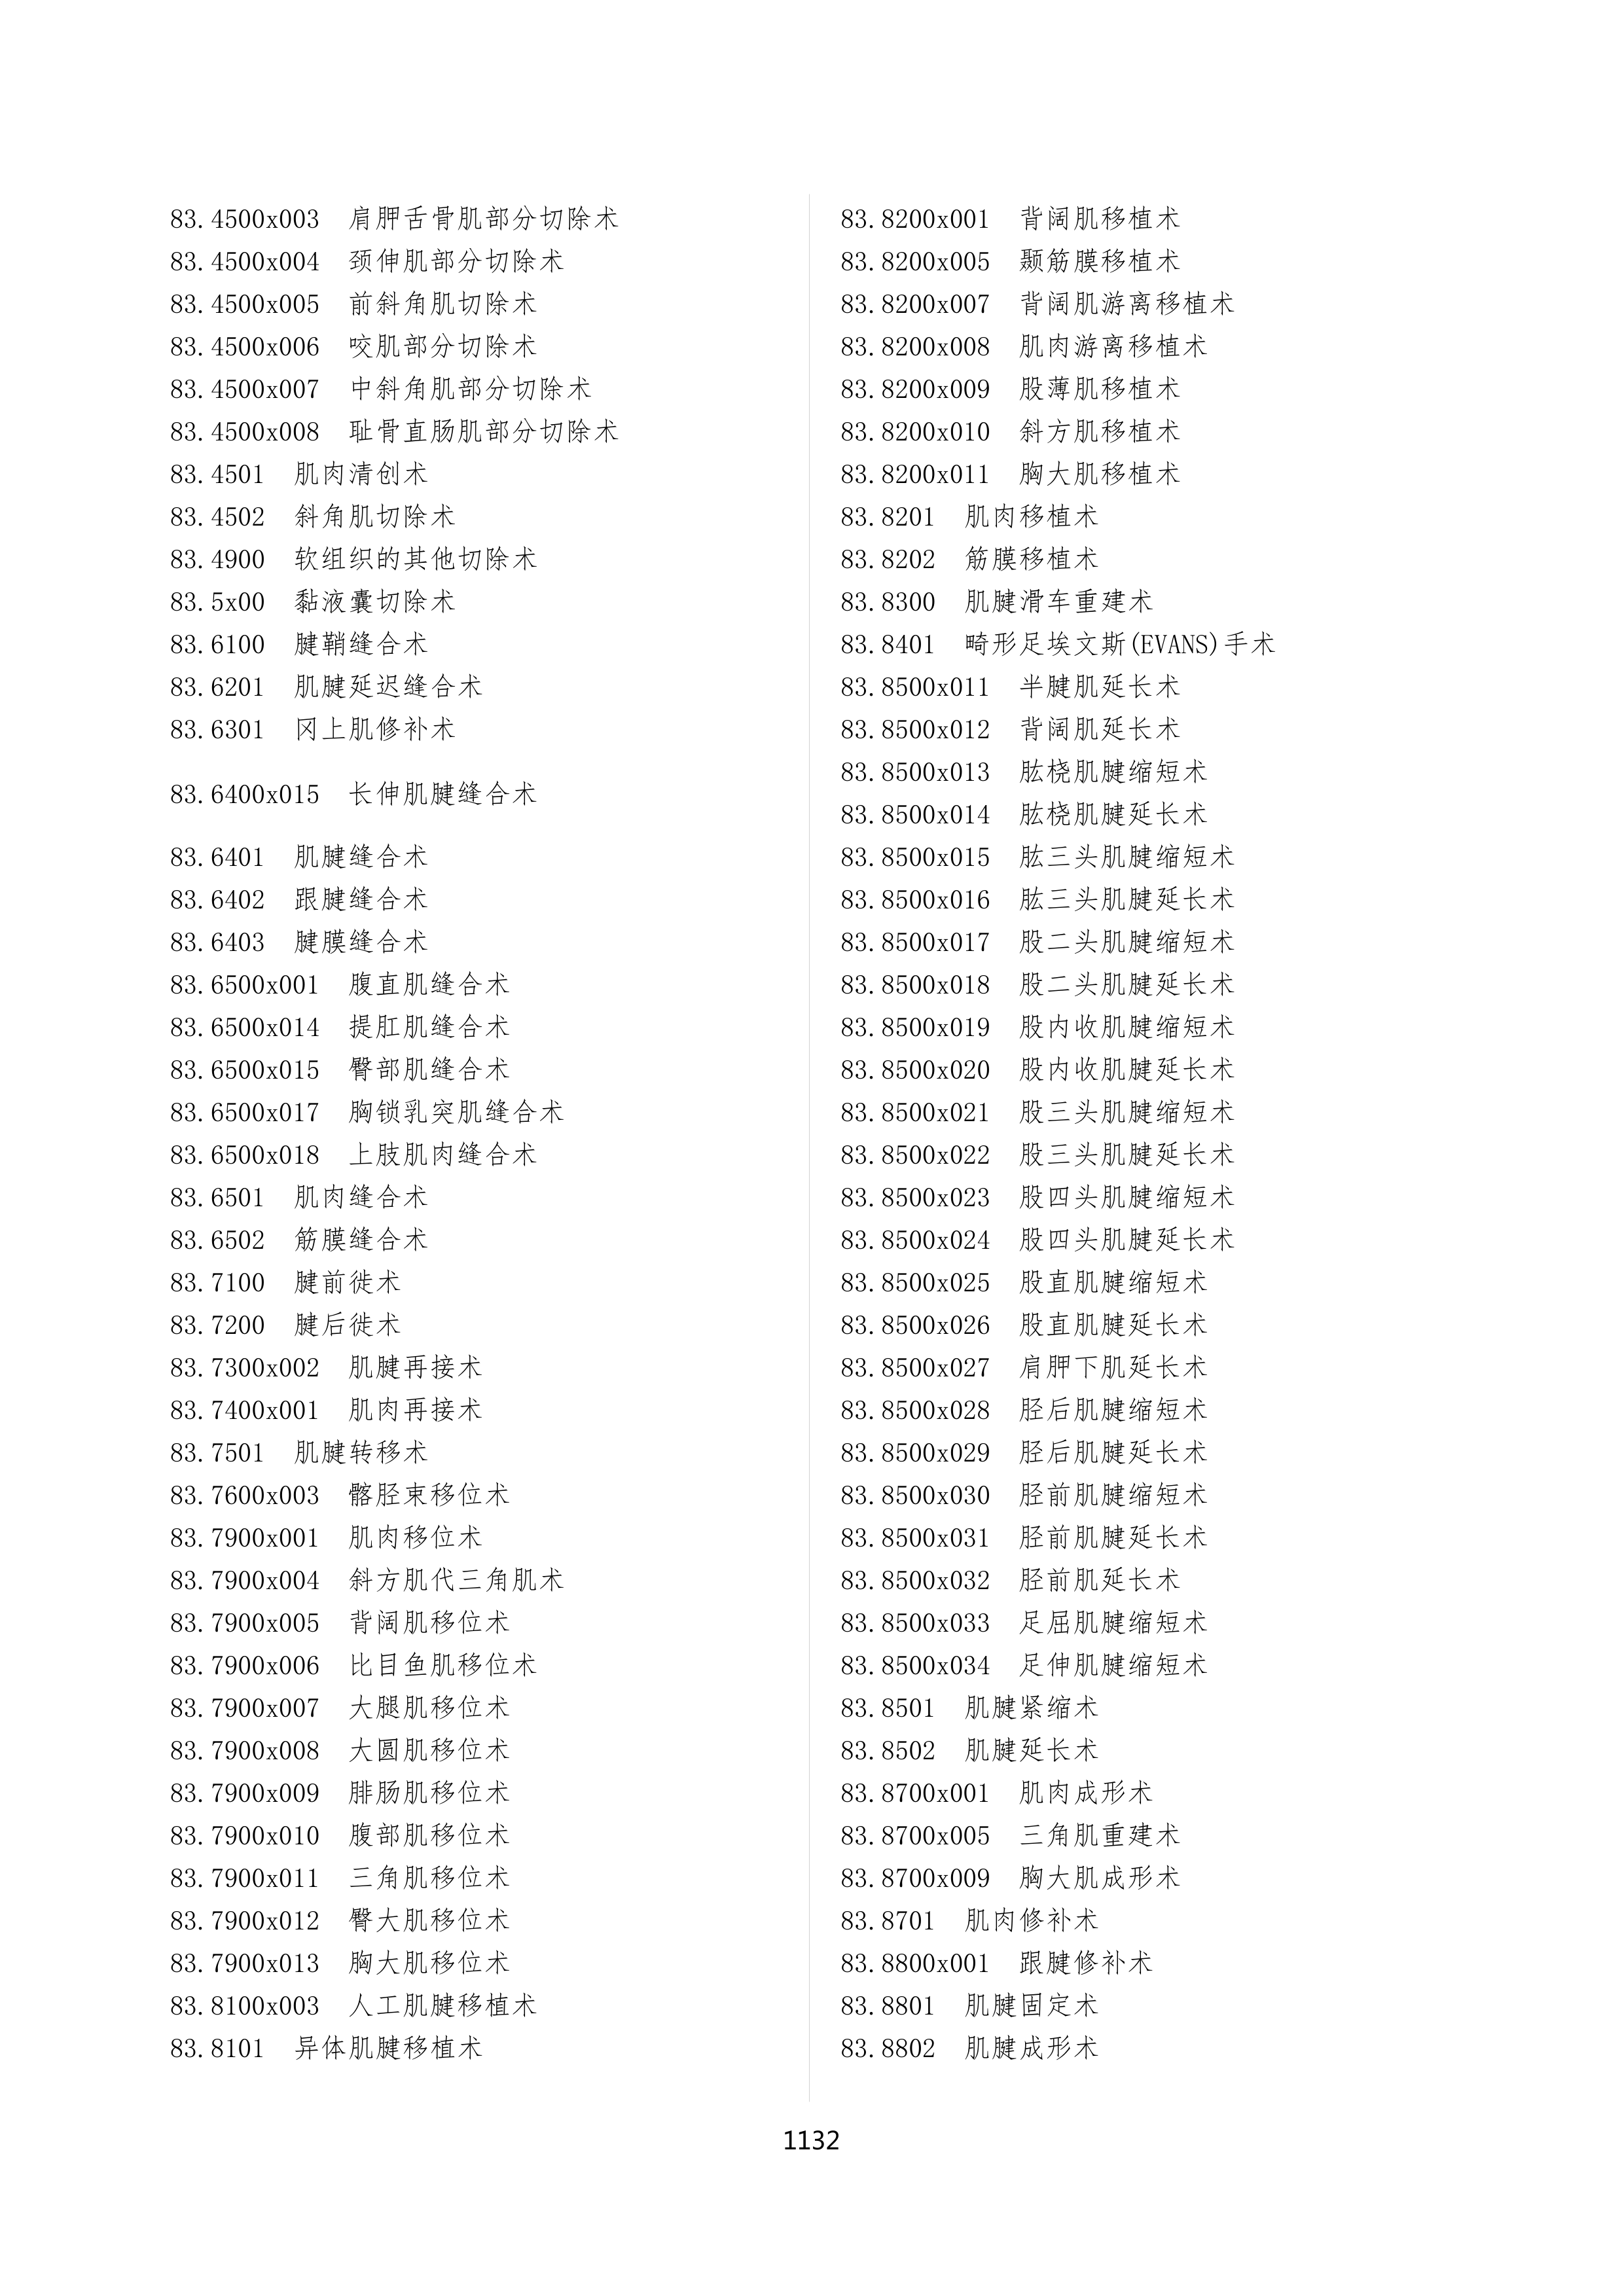 83.4500x003 肩胛舌骨肌部分切除术
83.4500x004 颈伸肌部分切除术
83.4500x005 前斜角肌切除术
83.4500x006 咬肌部分切除术
83.4500x007 中斜角肌部分切除术
83.4500x008 耻骨直肠肌部分切除术
83.4501 肌肉清创术
83.4502 斜角肌切除术
83.4900 软组织的其他切除术
83.5x00 黏液囊切除术
83.6100 腱鞘缝合术
83.6201 肌腱延迟缝合术
83.6301 冈上肌修补术
83.6400x015 长伸肌腱缝合术
83.6401 肌腱缝合术
83.6402 跟腱缝合术
83.6403 腱膜缝合术
83.6500x001 腹直肌缝合术
83.6500x014 提肛肌缝合术
83.6500x015 臀部肌缝合术
83.6500x017 胸锁乳突肌缝合术
83.6500x018 上肢肌肉缝合术
83.6501 肌肉缝合术
83.6502 筋膜缝合术
83.7100 腱前徙术
83.7200 腱后徙术
83.7300x002 肌腱再接术
83.7400x001 肌肉再接术
83.7501 肌腱转移术
83.7600x003 髂胫束移位术
83.7900x001 肌肉移位术
83.7900x004 斜方肌代三角肌术
83.7900x005 背阔肌移位术
83.7900x006 比目鱼肌移位术
83.7900x007 大腿肌移位术
83.7900x008 大圆肌移位术
83.7900x009 腓肠肌移位术
83.7900x010 腹部肌移位术
83.7900x011 三角肌移位术
83.7900x012 臀大肌移位术
83.7900x013 胸大肌移位术
83.8100x003 人工肌腱移植术
83.8101 异体肌腱移植术
83.8200x001 背阔肌移植术
83.8200x005 颞筋膜移植术
83.8200x007 背阔肌游离移植术
83.8200x008 肌肉游离移植术
83.8200x009 股薄肌移植术
83.8200x010 斜方肌移植术
83.8200x011 胸大肌移植术
83.8201 肌肉移植术
83.8202 筋膜移植术
83.8300 肌腱滑车重建术
83.8401 畸形足埃文斯(EVANS)手术
83.8500x011 半腱肌延长术
83.8500x012 背阔肌延长术
83.8500x013 肱桡肌腱缩短术
83.8500x014 肱桡肌腱延长术
83.8500x015 肱三头肌腱缩短术
83.8500x016 肱三头肌腱延长术
83.8500x017 股二头肌腱缩短术
83.8500x018 股二头肌腱延长术
83.8500x019 股内收肌腱缩短术
83.8500x020 股内收肌腱延长术
83.8500x021 股三头肌腱缩短术
83.8500x022 股三头肌腱延长术
83.8500x023 股四头肌腱缩短术
83.8500x024 股四头肌腱延长术
83.8500x025 股直肌腱缩短术
83.8500x026 股直肌腱延长术
83.8500x027 肩胛下肌延长术
83.8500x028 胫后肌腱缩短术
83.8500x029 胫后肌腱延长术
83.8500x030 胫前肌腱缩短术
83.8500x031 胫前肌腱延长术
83.8500x032 胫前肌延长术
83.8500x033 足屈肌腱缩短术
83.8500x034 足伸肌腱缩短术
83.8501 肌腱紧缩术
83.8502 肌腱延长术
83.8700x001 肌肉成形术
83.8700x005 三角肌重建术
83.8700x009 胸大肌成形术
83.8701 肌肉修补术
83.8800x001 跟腱修补术
83.8801 肌腱固定术
83.8802 肌腱成形术
1132